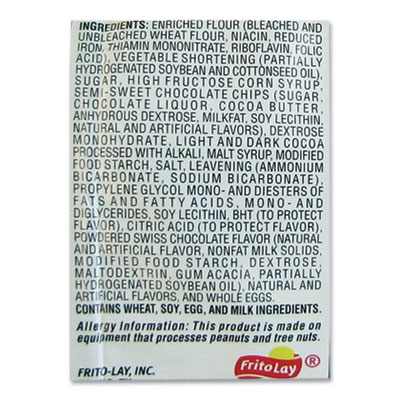 INGREDIENTS: ENRICHED FLOUR (BLEACHED AND
UNBLEACHED WHEAT FLOUR, NIACIN, REDUCED
IRON, THIAMIN MONONITRATE, RIBOFLAVIN, FOLIC
ACID), VEGETABLE SHORTENING (PARTIALLY
HYDROGENATED SOYBEAN AND COTTONSEED OIL),
SUGAR, HIGH FRUCTOSE CORN SYRUP,
SEMI-SWEET CHOCOLATE CHIPS (SUGAR,
CHOCOLATE LIQUOR, COCOA BUTTER,
ANHYDROUS DEXTROSE, MILKFAT, SOY LECITHIN,
NATURAL AND ARTIFICIAL FLAVORS), DEXTROSE
MONOHYDRATE, LIGHT AND DARK COCOA
PROCESSED WITH ALKALI, MALT SYRUP, MODIFIED
FOOD STARCH, SALT, LEAVENING (AMMONIUM
BICARBONATE, SODIUM BICARBONATE),
PROPYLENE GLYCOL MONO- AND DIESTERS OF
FATS AND FATTY ACIDS, MONO- AND
DIGLYCERIDES, SOY LECITHIN, BHT (TO PROTECT
FLAVOR), CITRIC ACID (TO PROTECT FLAVOR),
POWDERED SWISS CHOCOLATE FLAVOR (NATURAL
AND ARTIFICIAL FLAVORS, NONFAT MILK SOLIDS,
MODIFIED FOOD STARCH, DEXTROSE,
MALTODEXTRIN, GUM ACACIA, PARTIALLY
HYDROGENATED SOYBEAN OIL), NATURAL AND
ARTIFICIAL FLAVORS, AND WHOLE EGGS.
CONTAINS WHEAT, SOY, EGG, AND MILK INGREDIENTS.
Allergy Information: This product is made on
equipment that processes peanuts and tree nuts.
FRITO-LAY, INC.
Frito Lay ®